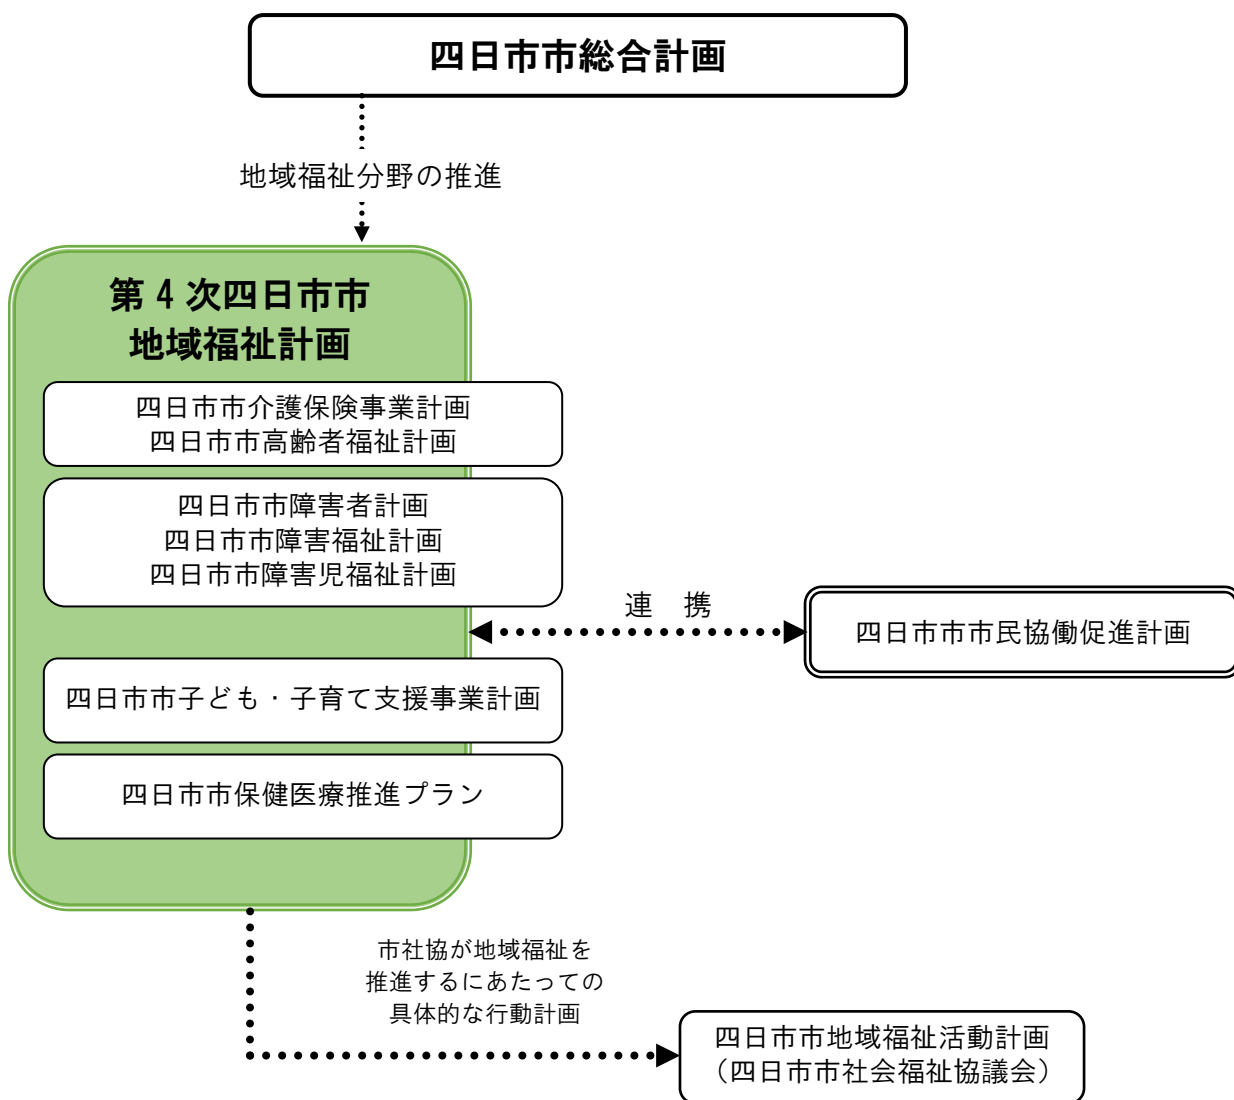 四日市市総合計画
地域福祉分野の推進
第4次四日市市
地域福祉計画
四日市市介護保険事業計画
四日市市高齢者福祉計画
四日市市障害者計画
四日市市障害福祉計画
四日市市障害児福祉計画
連　携
四日市市市民協働促進計画
四日市市子ども・子育て支援事業計画
四日市市保健医療推進プラン
市社協が地域福祉を
推進するにあたっての
具体的な行動計画
四日市市地域福祉活動計画
（四日市市社会福祉協議会）